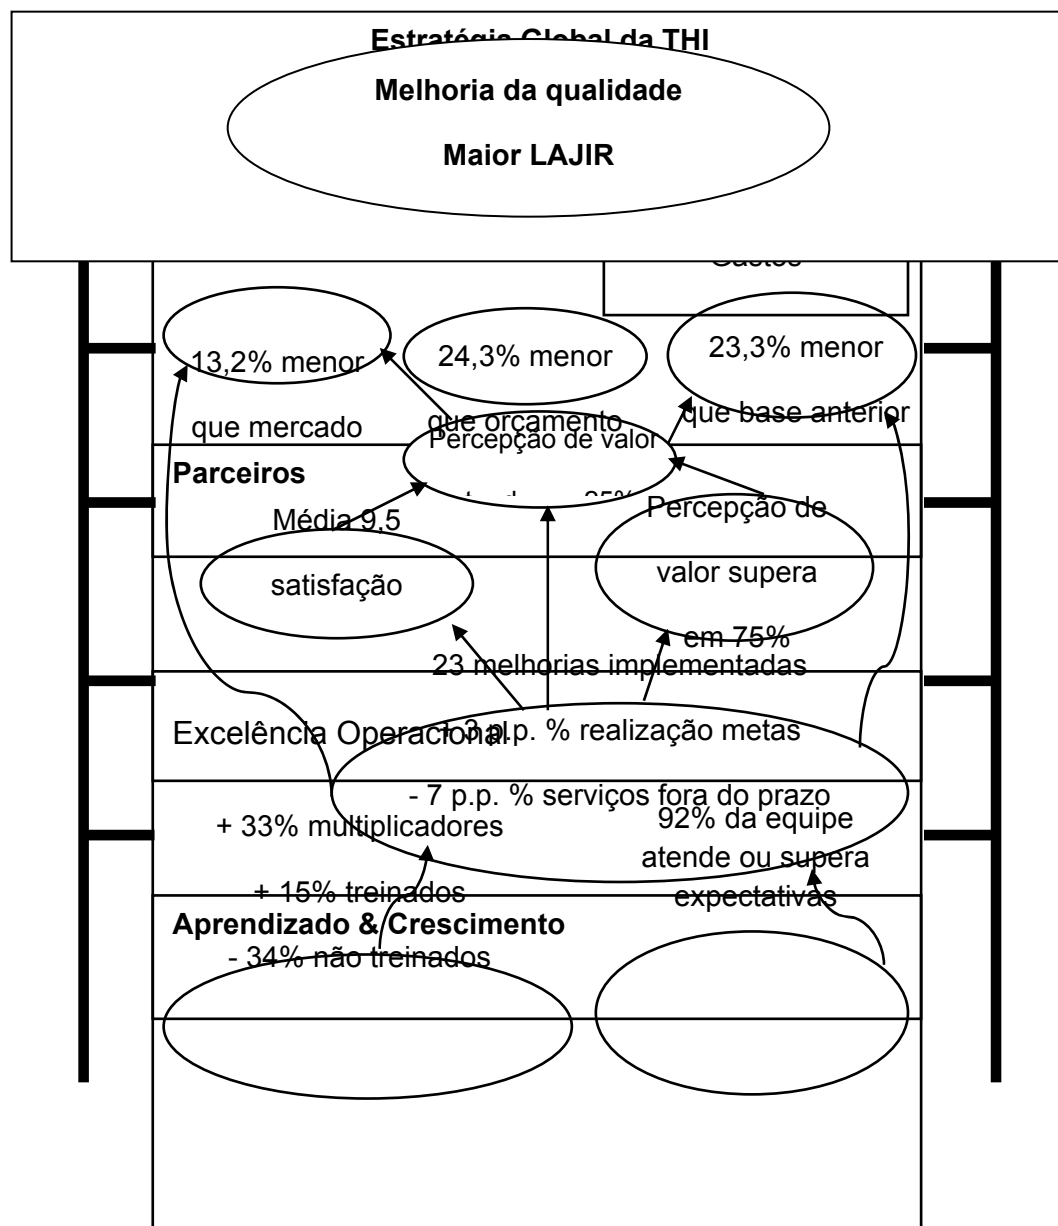 Estratégia Global da THI
Melhoria da qualidade
Maior LAJIR
13,2% menor
que mercado
24,3% menor
que orçamento
23,3% menor
que base anterior
Percepção de valor
Parceiros
Média 9,5
satisfação
Percepção de
valor supera
em 75%
23 melhorias implementadas
Excelência Operacional
3 p.p. % realização metas
- 7 p.p. % serviços fora do prazo
+ 33% multiplicadores
+ 15% treinados
- 34% não treinados
92% da equipe
atende ou supera
expectativas
Aprendizado & Crescimento